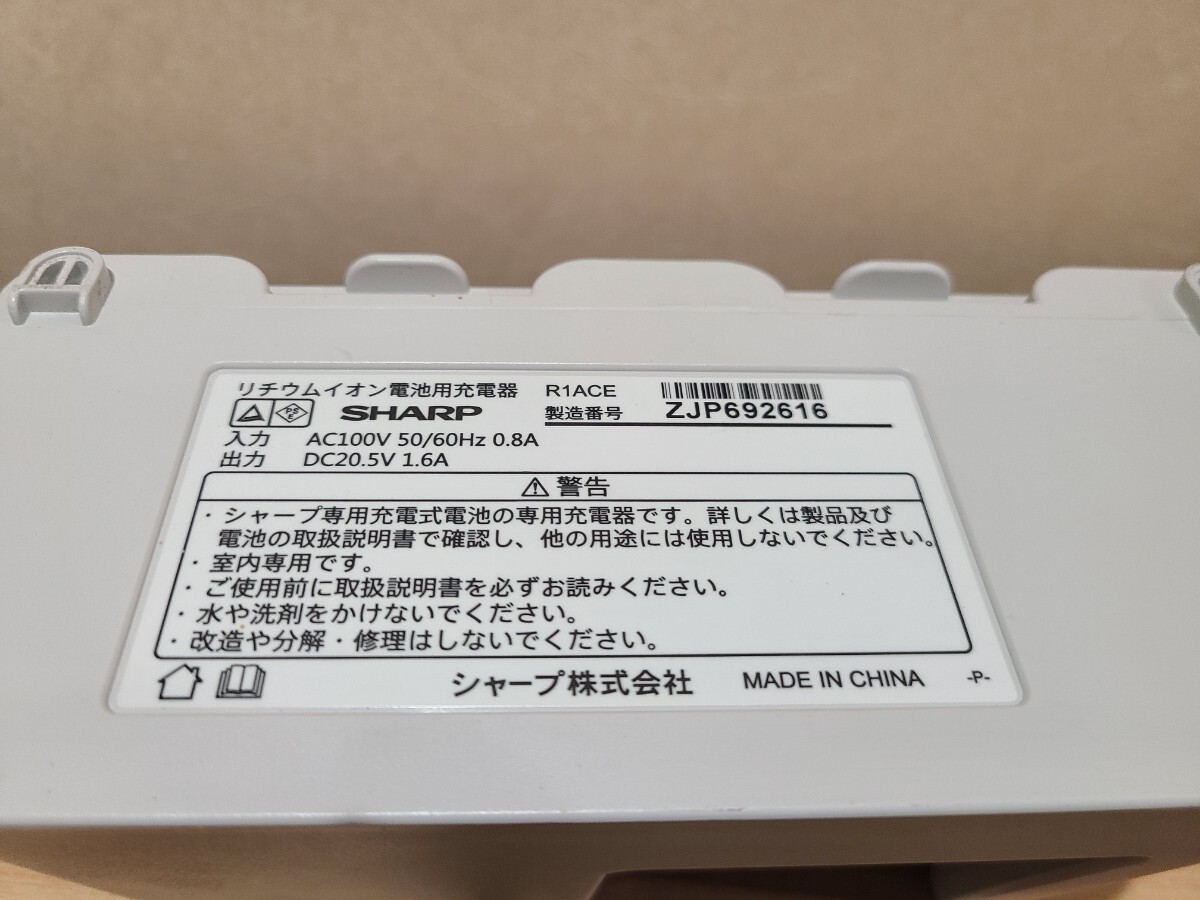 リチウムイオン電池用充電器 R1ACE
PS E SHARP 製造番号 ZJP692616
入力 AC100V 50/60Hz 0.8A
出力 DC20.5V 1.6A
⚠ 警告
・シャープ専用充電式電池の専用充電器です。詳しくは製品及び
電池の取扱説明書で確認し、他の用途には使用しないでください。
・室内専用です。
・ご使用前に取扱説明書を必ずお読みください。
・水や洗剤をかけないでください。
・改造や分解・修理はしないでください。
シャープ株式会社 MADE IN CHINA -P-